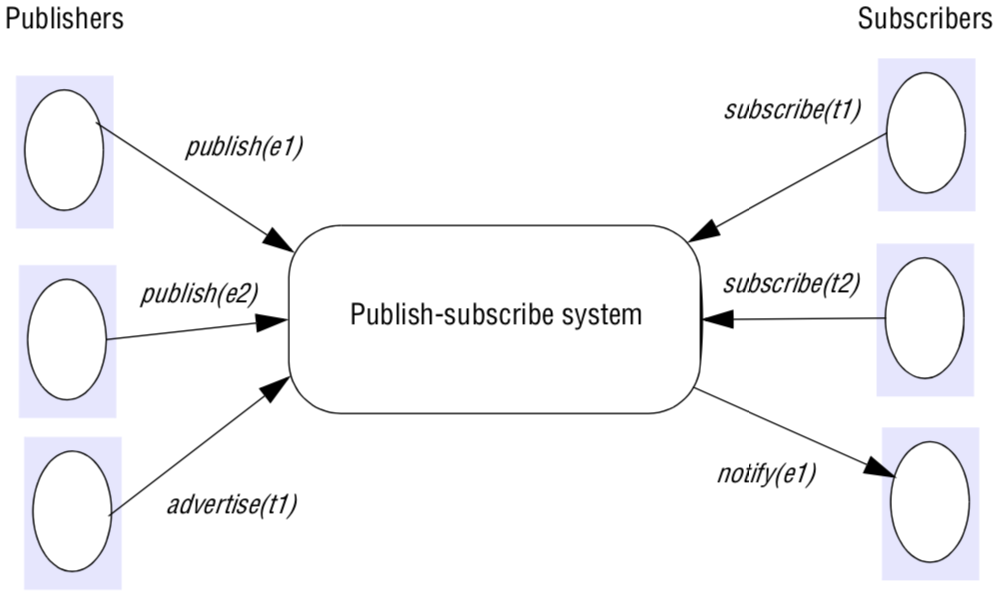 Publishers
Subscribers
publish(e1)
subscribe(t1)
publish(e2)
subscribe(t2)
Publish-subscribe system
advertise(t1)
notify(e1)